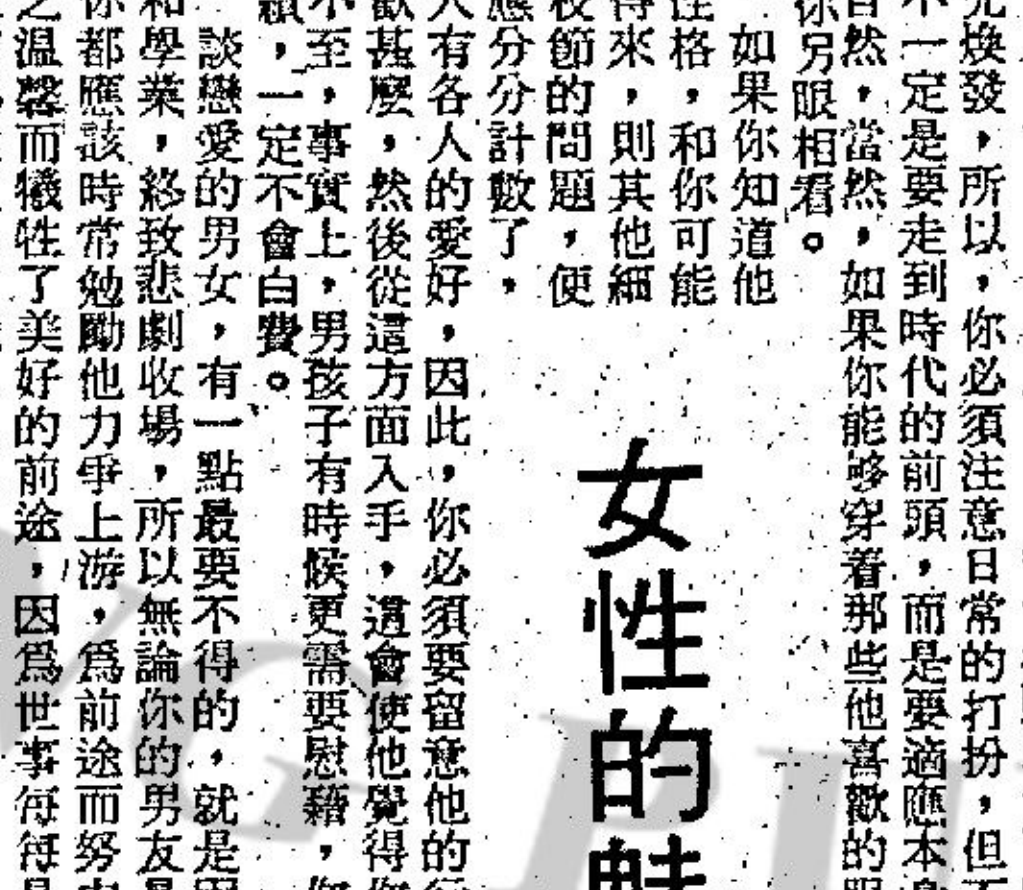 煥發，所以，你必須注意日常的打扮，但
不一定是要走到時代的前頭，而是要適應本
自然，當然，如果你能夠穿着那些他喜歡的
你另眼相看。
如果你知道他
性格，和你可能
得來，則其他細
枝節的問題，便
應分分計數了，
女性的
人有各人的愛好，因此，你必須要留意他的
歡甚麼，然後從這方面入手，這會使他覺得
不至，事實上，男孩子有時候更需要慰藉，
，一定不會白費。
談戀愛的男女，有一點最要不得的，就是
和學業，終致悲劇收場，所以無論你的男友
你都應該時常勉勵他力爭上游，爲前途而努
之溫馨而犧牲了美好的前途，因爲世事每每